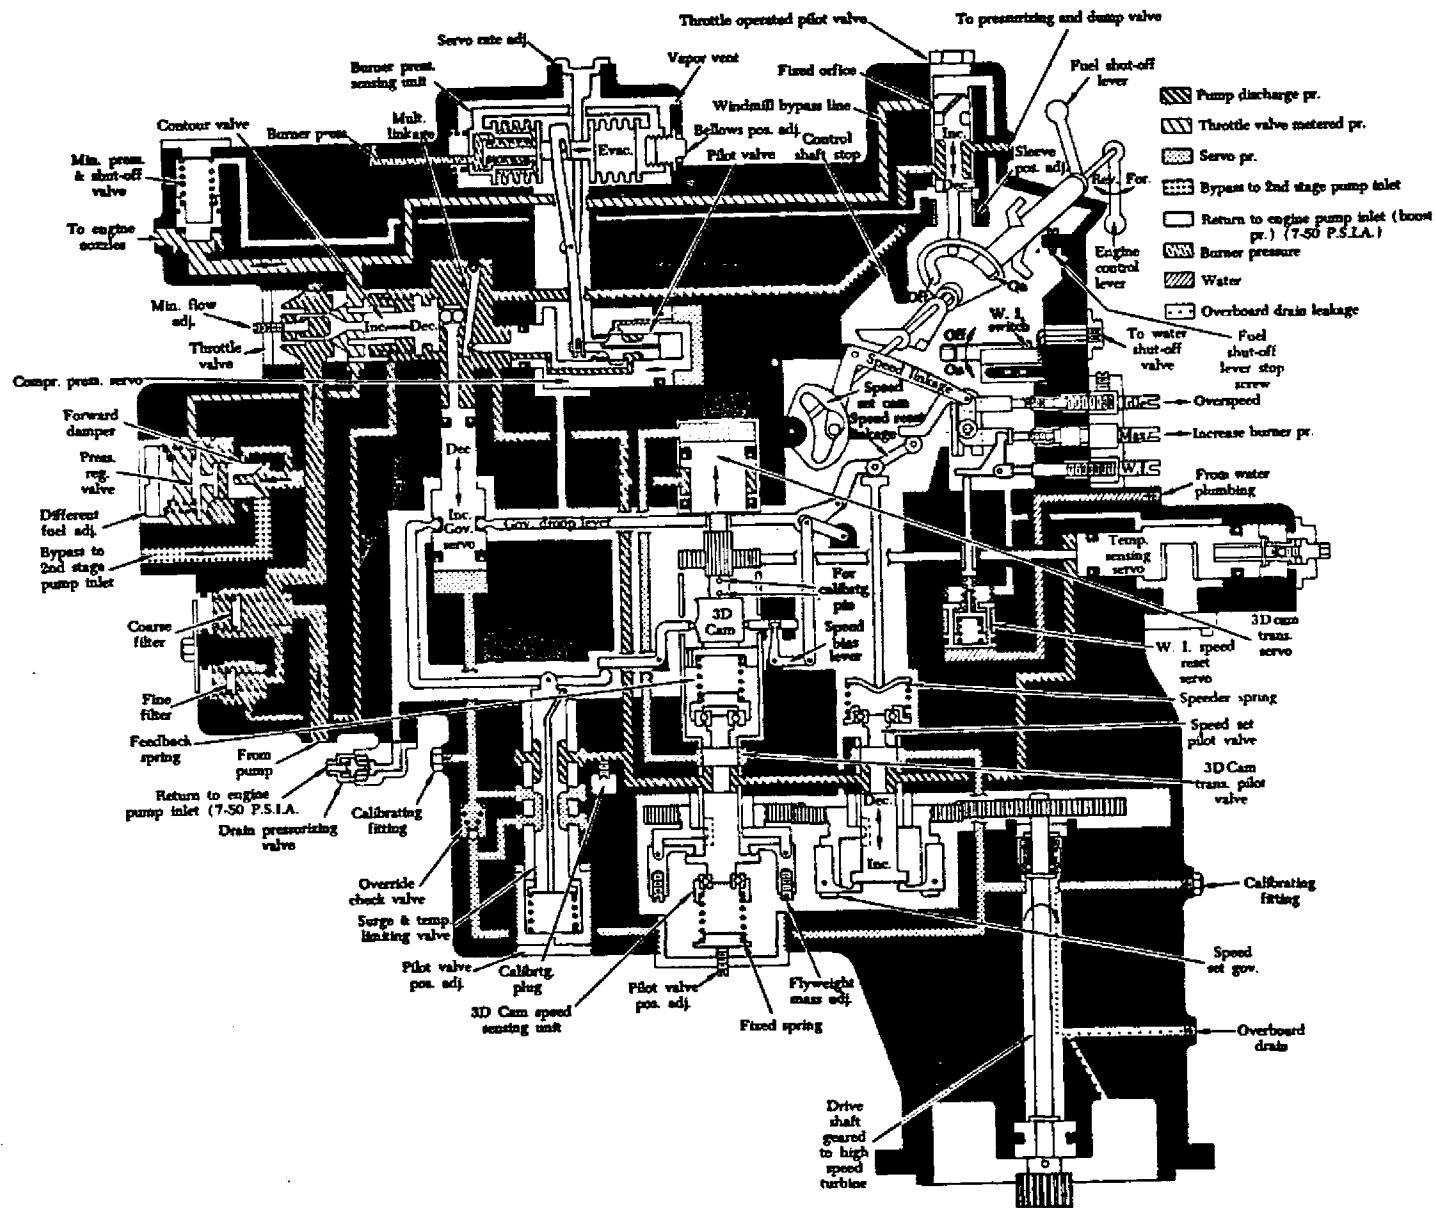 Throttle operated pilot valve
To pressurizing and dump valve
Servo rate adj.
Vapor vent
Burner press.
sensing unit
Fixed orfice
Fuel shut-off
lever
Windmill bypass line
Mult.
linkage
Contour valve
Burner press.
Bellows pos. adj.
Pilot valve
Control
shaft stop
Evac.
Inc.
Dec.
Sleeve
pos. adj.
Rev. For.
Min. press.
& shut-off
valve
To engine
nozzles
Engine
control
lever
Pump discharge pr.
Throttle valve metered pr.
Servo pr.
Bypass to 2nd stage pump inlet
Return to engine pump inlet (boost
pr.) (7-50 P.S.I.A.)
Burner pressure
Water
Overboard drain leakage
Min. flow
adj.
Throttle
valve
Inc. Dec.
Off
On
W. I.
switch
Off
On
To water
shut-off
valve
Fuel
shut-off
lever stop
screw
Compr. press. servo
Speed linkage
Speed
set cam
Speed reset
linkage
Idle
Overspeed
Max.
Increase burner pr.
W. I.
From water
plumbing
Forward
damper
Press.
reg.
valve
Different
fuel adj.
Bypass to
2nd stage
pump inlet
Dec
Inc.
Gov.
servo
Gov. droop lever
Temp.
sensing
servo
For
calibrtg.
pin
3D
Cam
Speed
bias
lever
3D cam
trans.
servo
W. I. speed
reset
servo
Coarse
filter
Fine
filter
Feedback
spring
From
pump
Return to engine
pump inlet (7-50 P.S.I.A.
Drain pressurizing
valve
Calibrating
fitting
Speeder spring
Speed set
pilot valve
3D Cam
trans. pilot
valve
Dec.
Inc.
Override
check valve
Surge & temp.
limiting valve
Pilot valve
pos. adj.
Calibrtg.
plug
3D Cam speed
sensing unit
Pilot valve
pos. adj.
Fixed spring
Flyweight
mass adj.
Calibrating
fitting
Speed
set gov.
Overboard
drain
Drive
shaft
geared
to high
speed
turbine